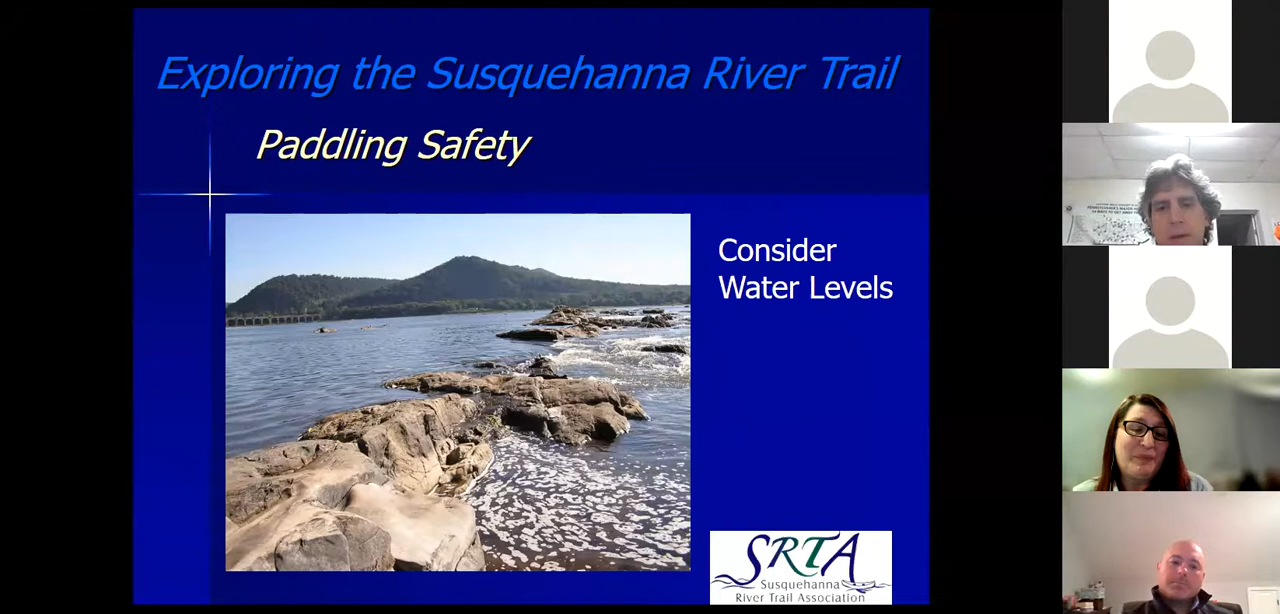 Exploring the Susquehanna River Trail
Paddling Safety
Consider
Water Levels
SRTA
Susquehanna
River Trail Association